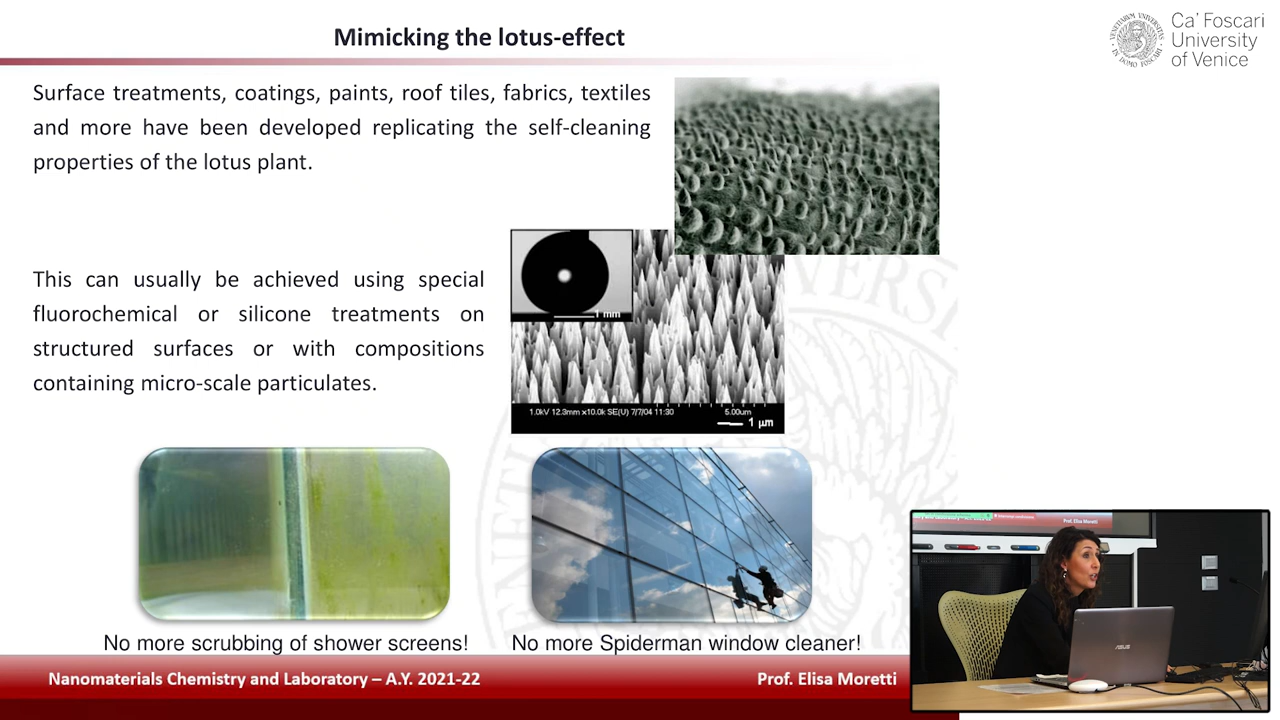 Mimicking the lotus-effect
Ca' Foscari
University
of Venice
Surface treatments, coatings, paints, roof tiles, fabrics, textiles
and more have been developed replicating the self-cleaning
properties of the lotus plant.
This can usually be achieved using special
fluorochemical or silicone treatments on
structured surfaces or with compositions
containing micro-scale particulates.
1 mm
1.0kV 12.3mm x10.0k SE(U) 7/7/04 11:30
5.00um
1 μm
No more scrubbing of shower screens!
No more Spiderman window cleaner!
Nanomaterials Chemistry and Laboratory – A.Y. 2021-22
Prof. Elisa Moretti
Prof. Elisa Moretti
ASUS